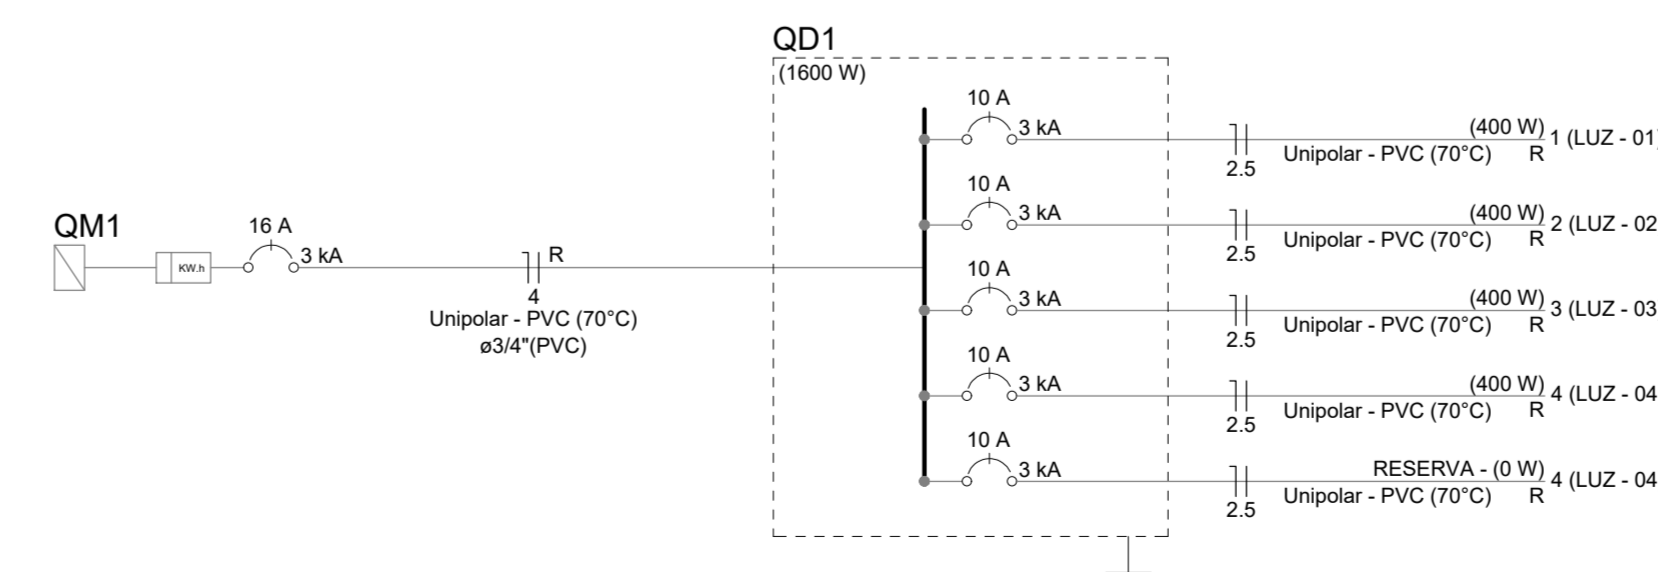 QD1
(1600 W)
10 A
3 kA
(400 W)
1 (LUZ - 01)
2.5
Unipolar - PVC (70°C)
R
10 A
3 kA
(400 W)
2 (LUZ - 02
2.5
Unipolar - PVC (70°C)
R
QM1
KW.h
16 A
3 kA
R
4
Unipolar - PVC (70°C)
ø3/4"(PVC)
10 A
3 kA
(400 W)
3 (LUZ - 03
2.5
Unipolar - PVC (70°C)
R
10 A
3 kA
(400 W)
4 (LUZ - 04
2.5
Unipolar - PVC (70°C)
R
10 A
3 kA
RESERVA - (0 W)
4 (LUZ - 04
2.5
Unipolar - PVC (70°C)
R